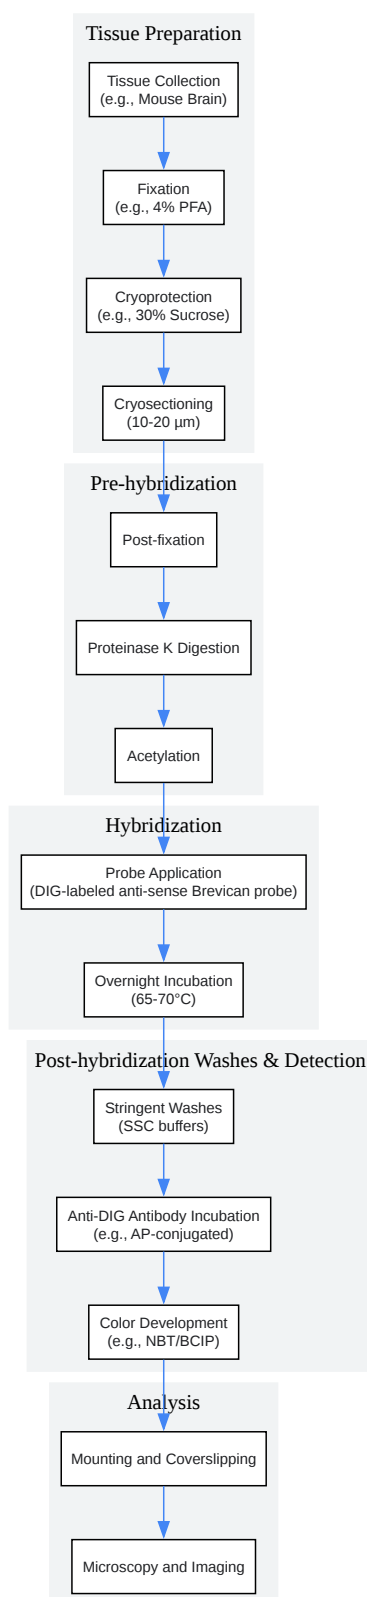 Tissue Preparation
Tissue Collection
(e.g., Mouse Brain)
Fixation
(e.g., 4% PFA)
Cryoprotection
(e.g., 30% Sucrose)
Cryosectioning
(10-20 µm)
Pre-hybridization
Post-fixation
Proteinase K Digestion
Acetylation
Hybridization
Probe Application
(DIG-labeled anti-sense Brevican probe)
Overnight Incubation
(65-70°C)
Post-hybridization Washes & Detection
Stringent Washes
(SSC buffers)
Anti-DIG Antibody Incubation
(e.g., AP-conjugated)
Color Development
(e.g., NBT/BCIP)
Analysis
Mounting and Coverslipping
Microscopy and Imaging